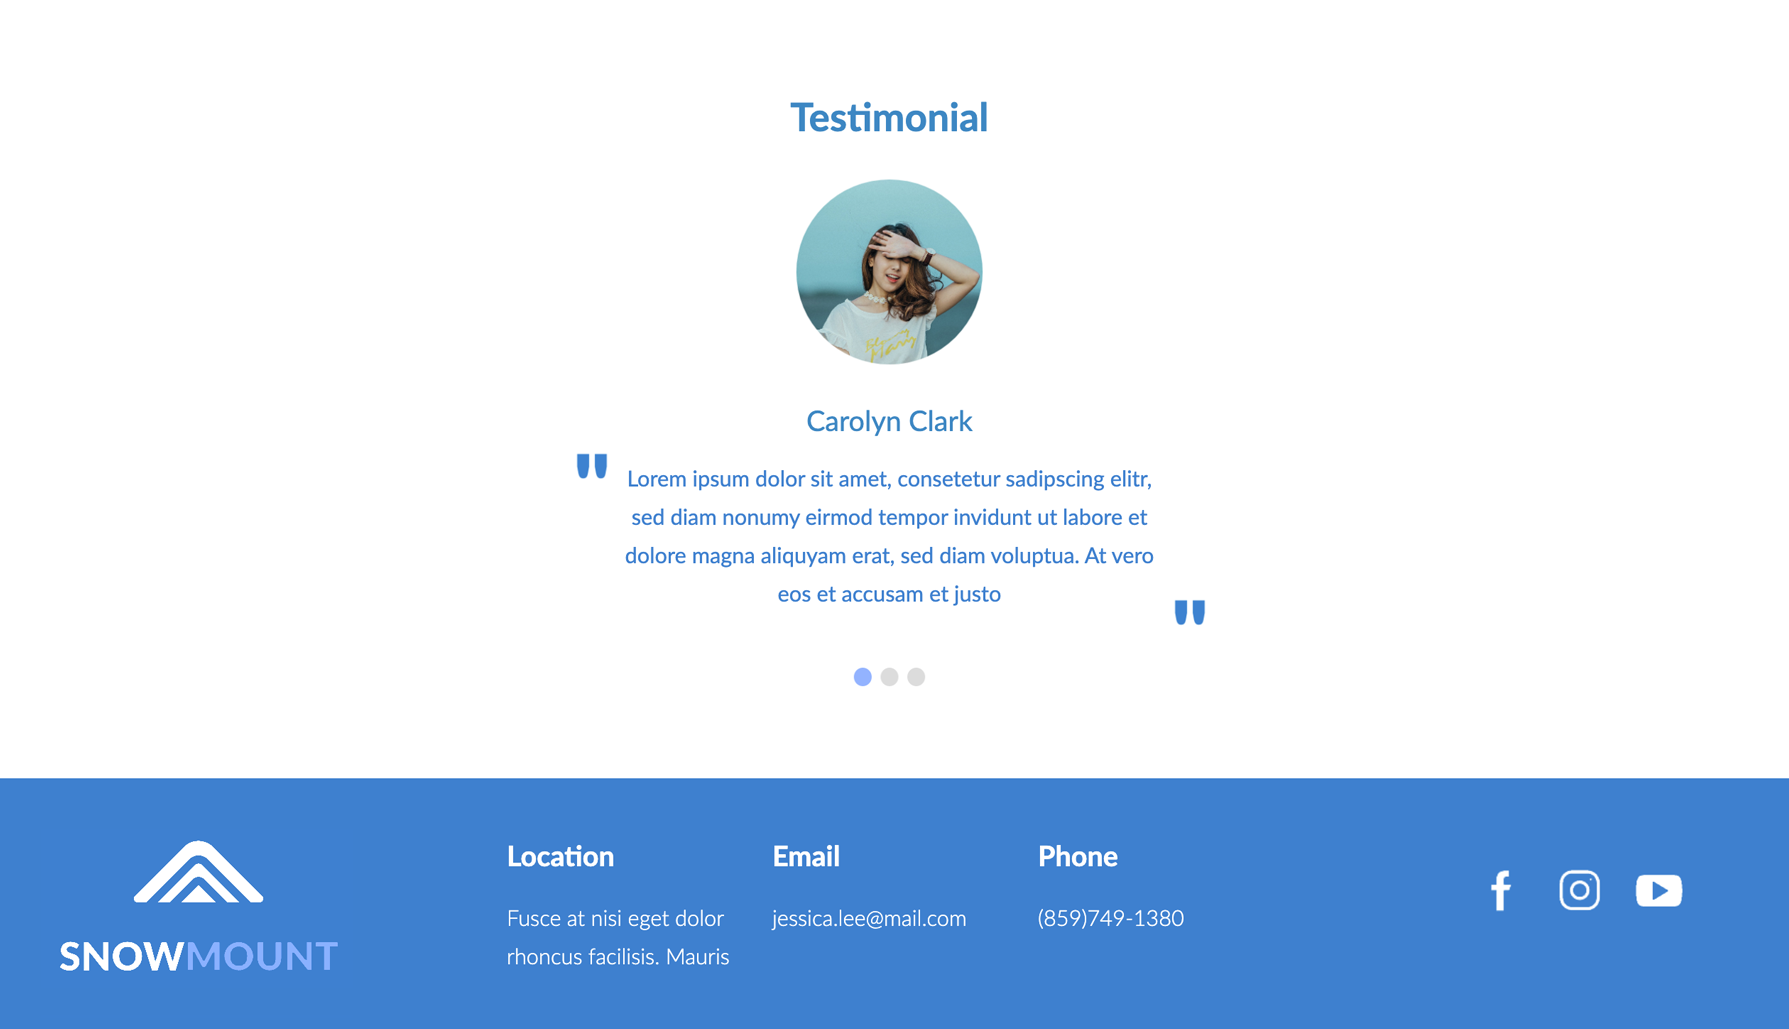 Testimonial
Carolyn Clark
"
Lorem ipsum dolor sit amet, consetetur sadipscing elitr,
sed diam nonumy eirmod tempor invidunt ut labore et
dolore magna aliquyam erat, sed diam voluptua. At vero
eos et accusam et justo
"
SNOWMOUNT
Location
Fusce at nisi eget dolor
rhoncus facilisis. Mauris
Email
jessica.lee@mail.com
Phone
(859)749-1380